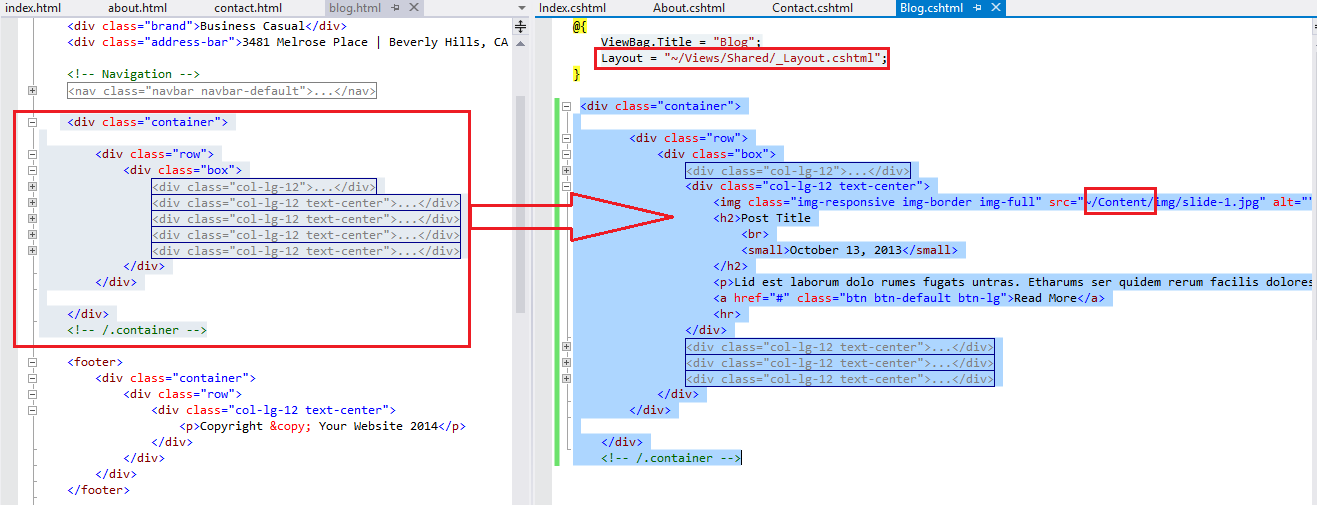 index.html about.html contact.html blog.html
<div class="brand">Business Casual</div>
<div class="address-bar">3481 Melrose Place | Beverly Hills, CA
<!-- Navigation -->
<nav class="navbar navbar-default">...</nav>
<div class="container">
<div class="row">
<div class="box">
<div class="col-lg-12">...</div>
<div class="col-lg-12 text-center">...</div>
<div class="col-lg-12 text-center">...</div>
<div class="col-lg-12 text-center">...</div>
<div class="col-lg-12 text-center">...</div>
</div>
</div>
</div>
<!-- /.container -->
<footer>
<div class="container">
<div class="row">
<div class="col-lg-12 text-center">
<p>Copyright &copy; Your Website 2014</p>
</div>
</div>
</div>
</footer>
Index.cshtml About.cshtml Contact.cshtml Blog.cshtml
@{
ViewBag.Title = "Blog";
Layout = "~/Views/Shared/_Layout.cshtml";
}
<div class="container">
<div class="row">
<div class="box">
<div class="col-lg-12">...</div>
<div class="col-lg-12 text-center">
<img class="img-responsive img-border img-full" src="~/Content/img/slide-1.jpg" alt=""
<h2>Post Title
<br>
<small>October 13, 2013</small>
</h2>
<p>Lid est laborum dolo rumes fugats untras. Etharums ser quidem rerum facilis dolores
<a href="#" class="btn btn-default btn-lg">Read More</a>
<hr>
</div>
<div class="col-lg-12 text-center">...</div>
<div class="col-lg-12 text-center">...</div>
<div class="col-lg-12 text-center">...</div>
</div>
</div>
</div>
<!-- /.container -->